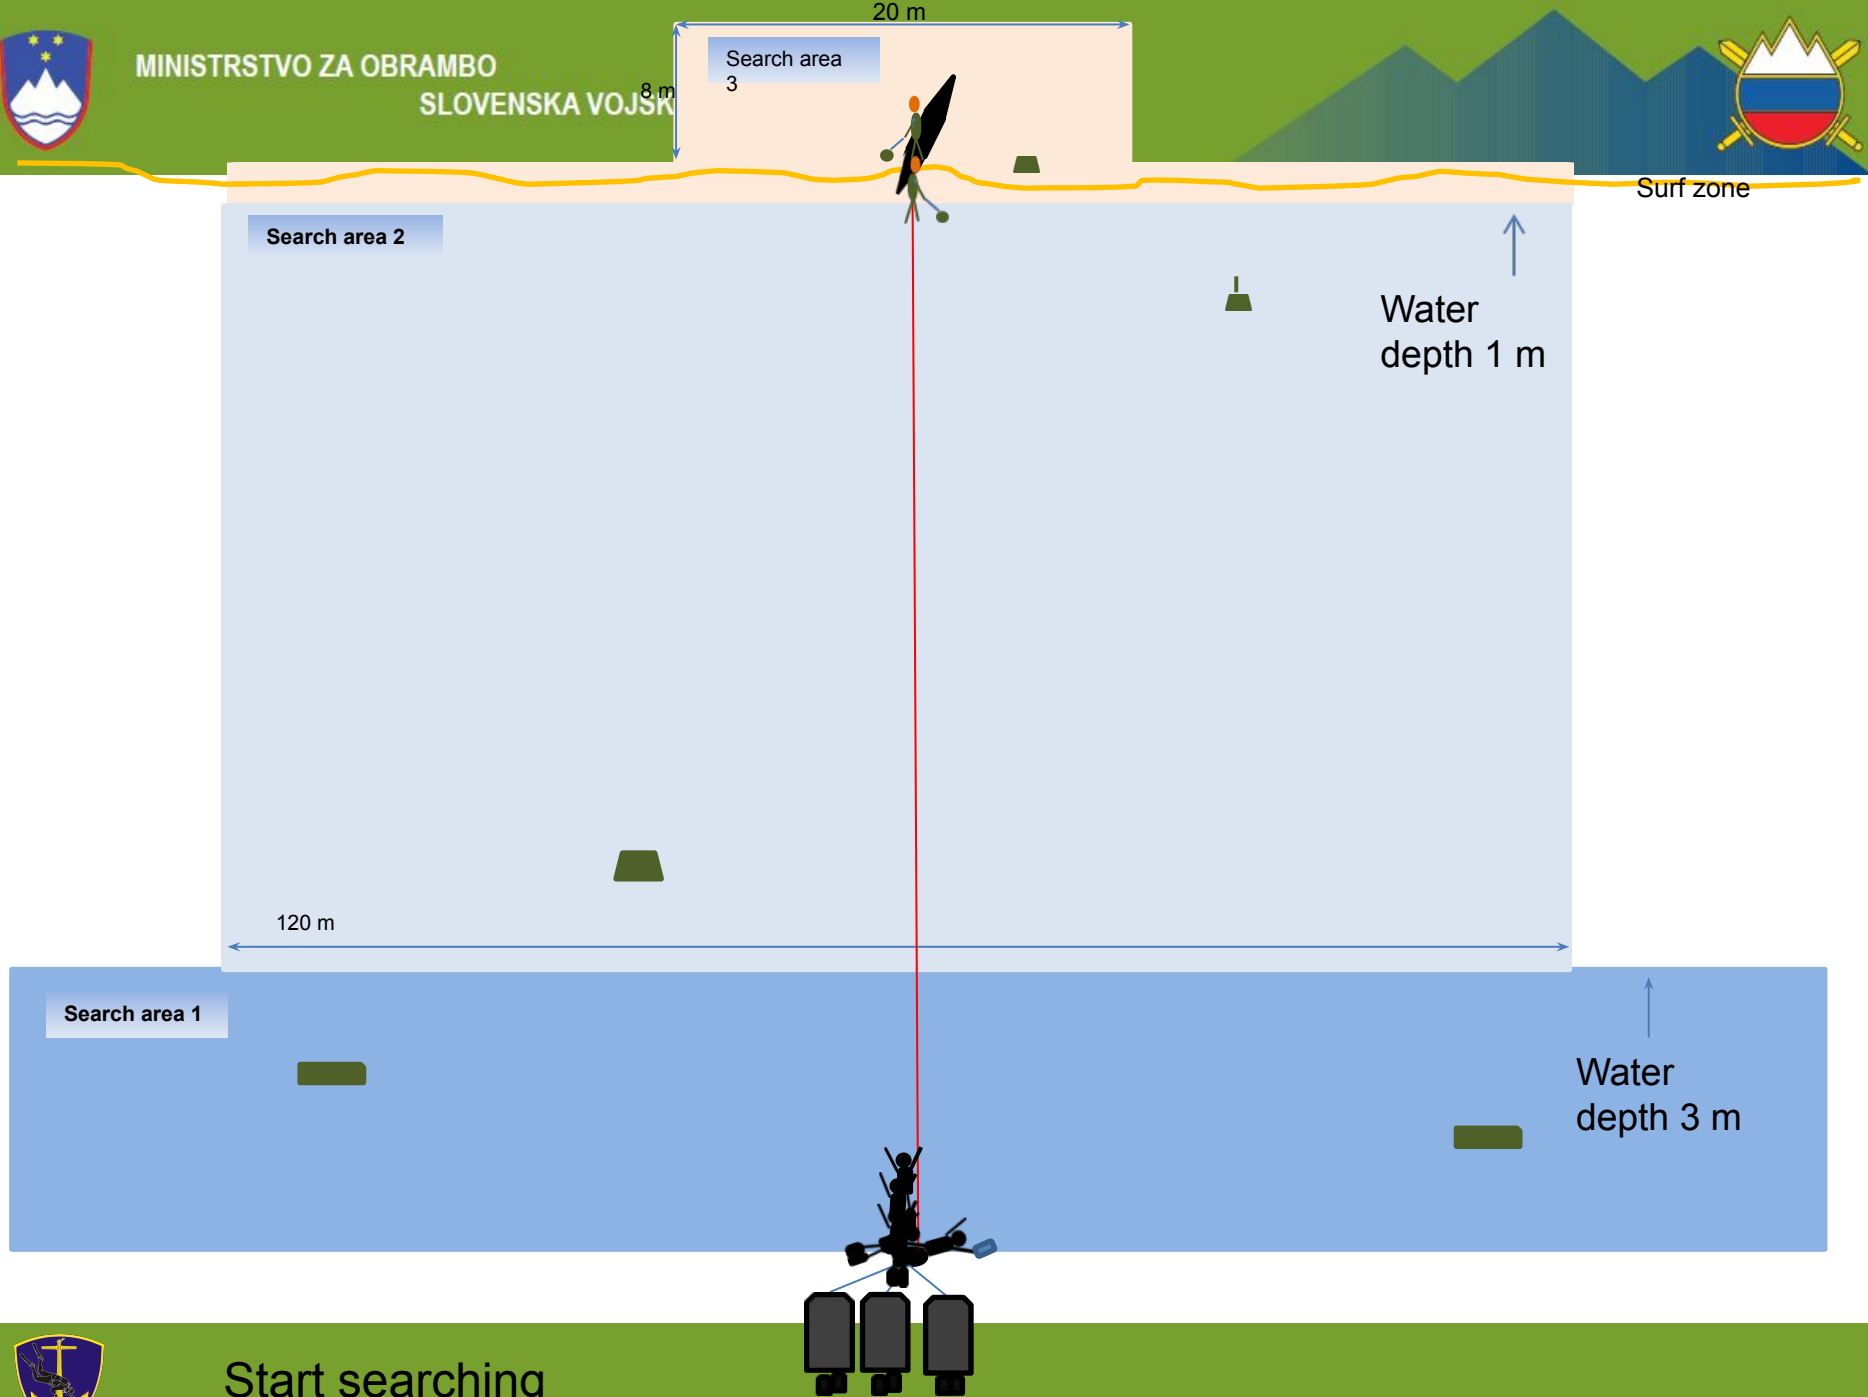 20 m
MINISTRSTVO ZA OBRAMBO
SLOVENSKA VOJSK
8 m
Search area
3
Surf zone
Search area 2
Water
depth 1 m
120 m
Search area 1
Water
depth 3 m
Start searching